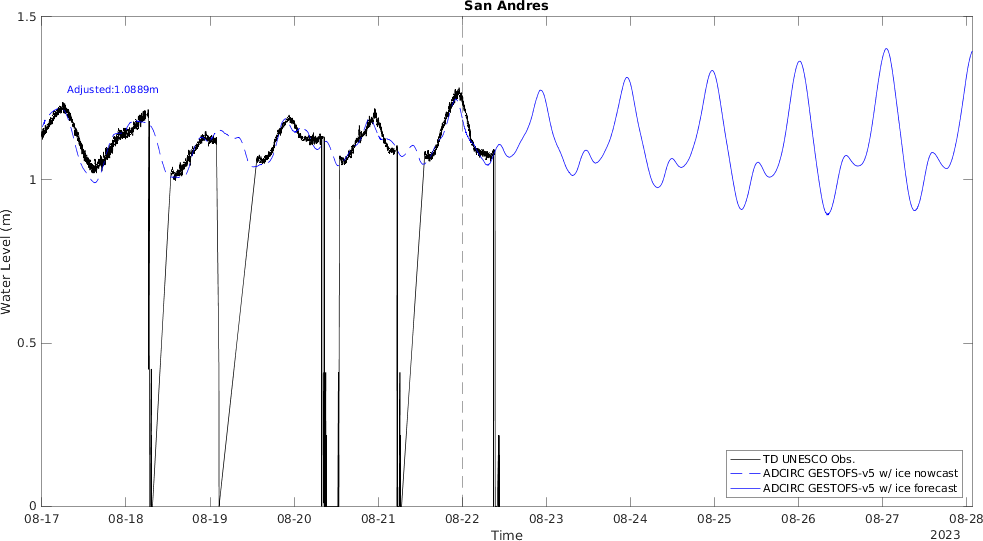 San Andres
1.5
Adjusted:1.0889m
1
Water Level (m)
0.5
TD UNESCO Obs.
ADCIRC GESTOFS-v5 w/ ice nowcast
ADCIRC GESTOFS-v5 w/ ice forecast
0
08-17 08-18 08-19 08-20 08-21 08-22 08-23 08-24 08-25 08-26 08-27 08-28
Time
2023